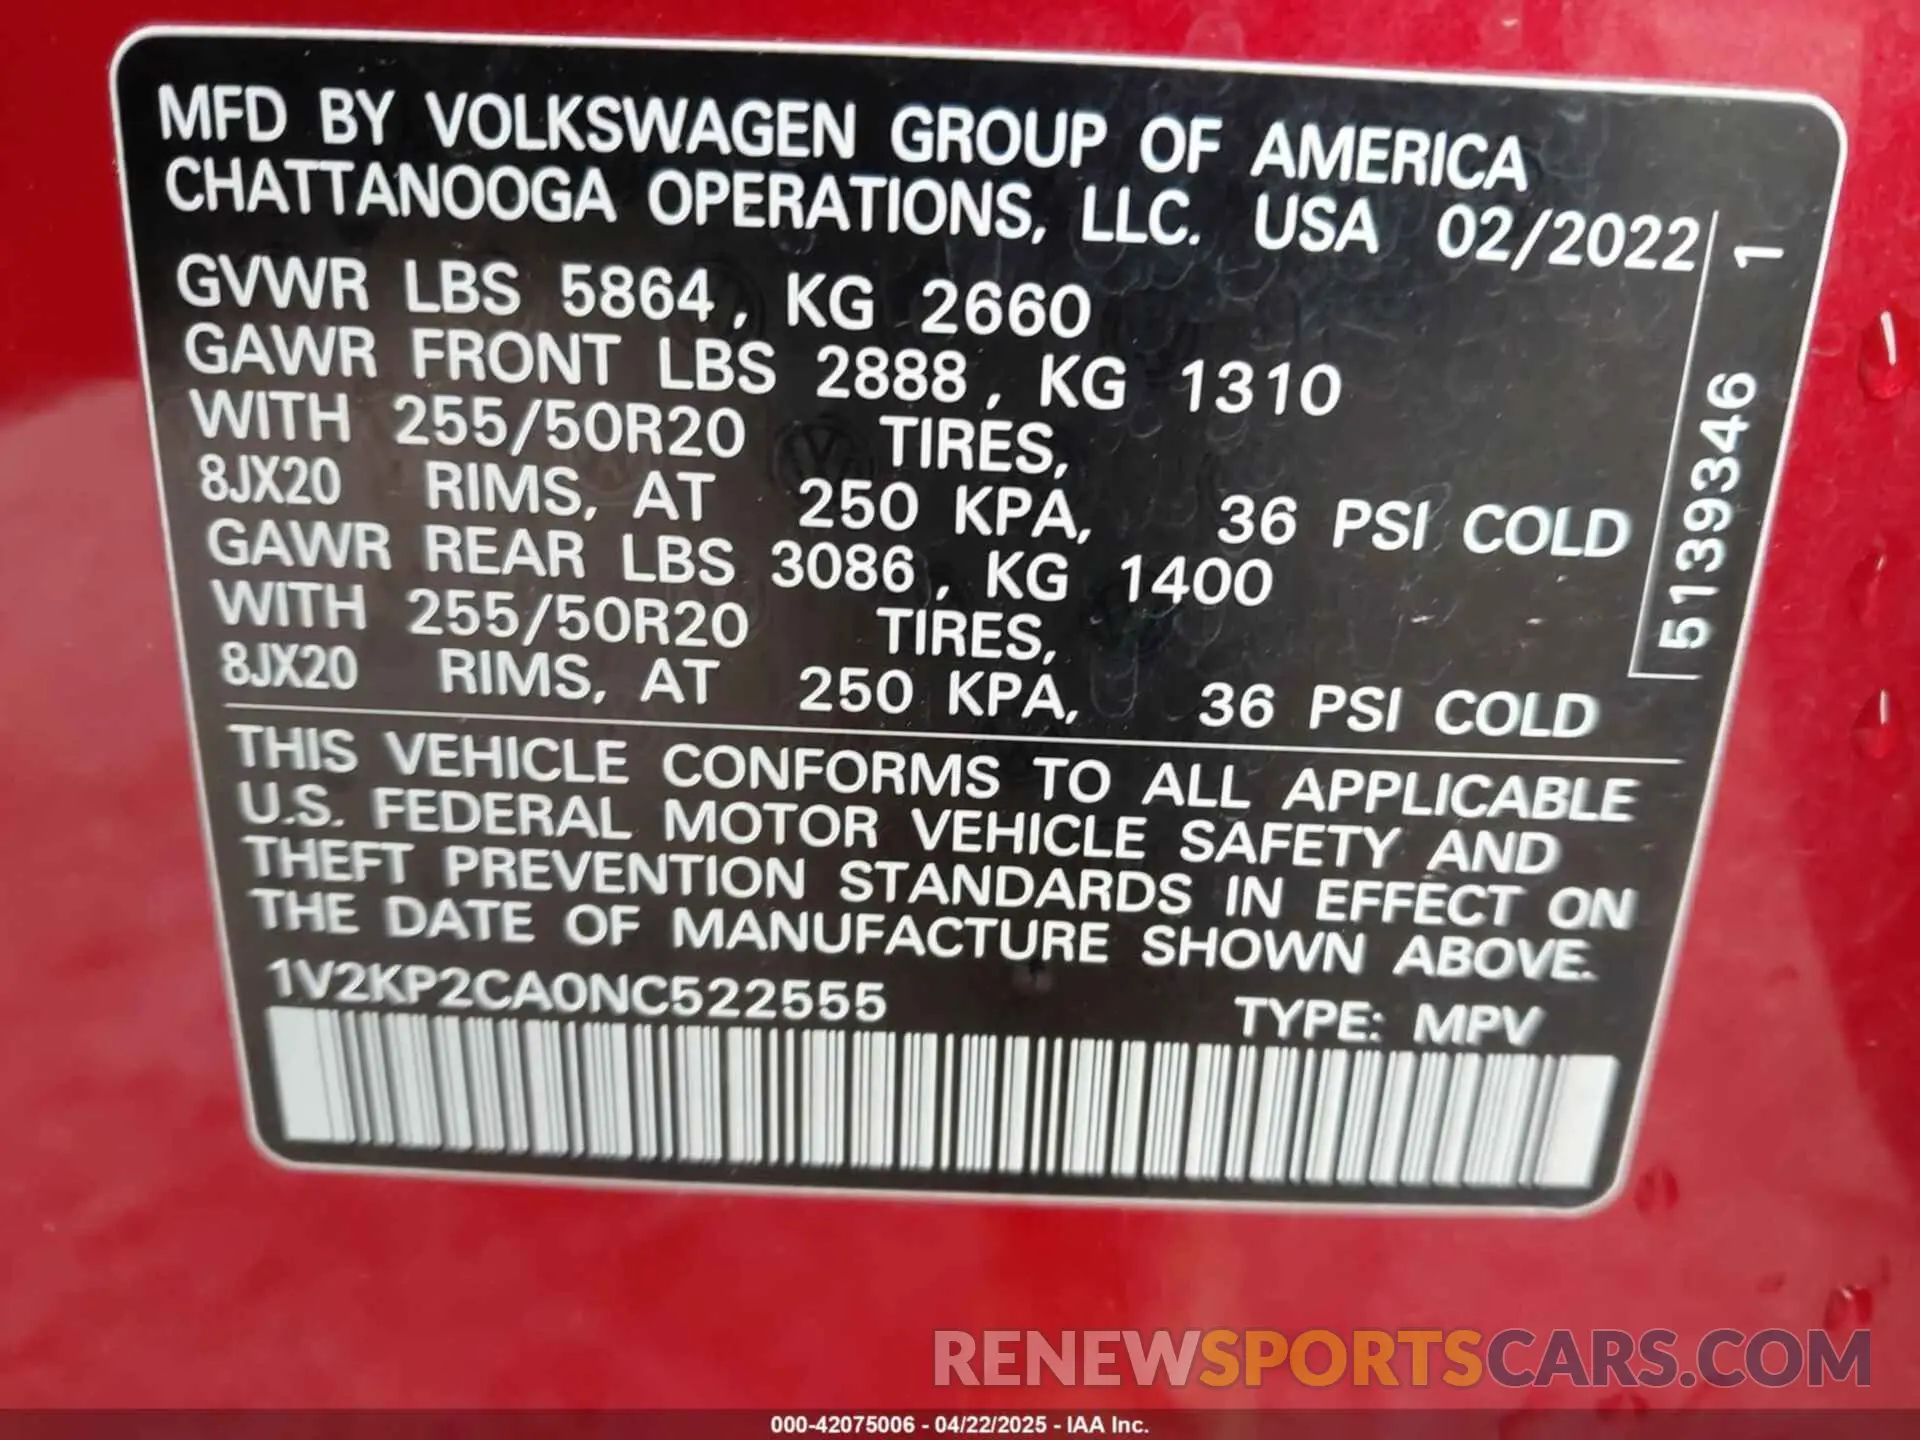 MFD BY VOLKSWAGEN GROUP OF AMERICA
CHATTANOOGA OPERATIONS, LLC. USA 02/2022
GVWR LBS 5864, KG 2660
GAWR FRONT LBS 2888, KG 1310
WITH 255/50R20 TIRES,
8JX20 RIMS, AT 250 KPA, 36 PSI COLD
GAWR REAR LBS 3086, KG 1400
WITH 255/50R20 TIRES,
8JX20 RIMS, AT 250 KPA, 36 PSI COLD
5139346 1
THIS VEHICLE CONFORMS TO ALL APPLICABLE
U.S. FEDERAL MOTOR VEHICLE SAFETY AND
THEFT PREVENTION STANDARDS IN EFFECT ON
THE DATE OF MANUFACTURE SHOWN ABOVE.
1V2KP2CA0NC522555 TYPE: MPV
RENEWSPORTSCARS.COM
000-42075006 - 04/22/2025 - IAA Inc.